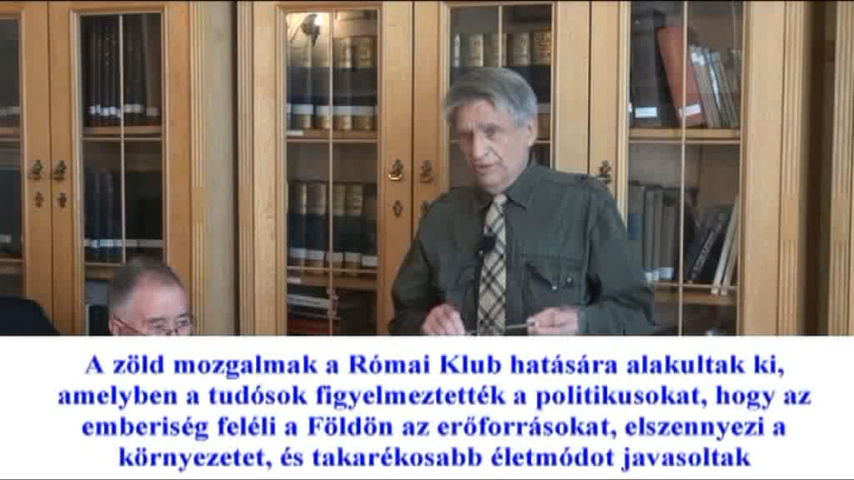 A zöld mozgalmak a Római Klub hatására alakultak ki,
amelyben a tudósok figyelmeztették a politikusokat, hogy az
emberiség feléli a Földön az erőforrásokat, elszennyezi a
környezetet, és takarékosabb életmódot javasoltak